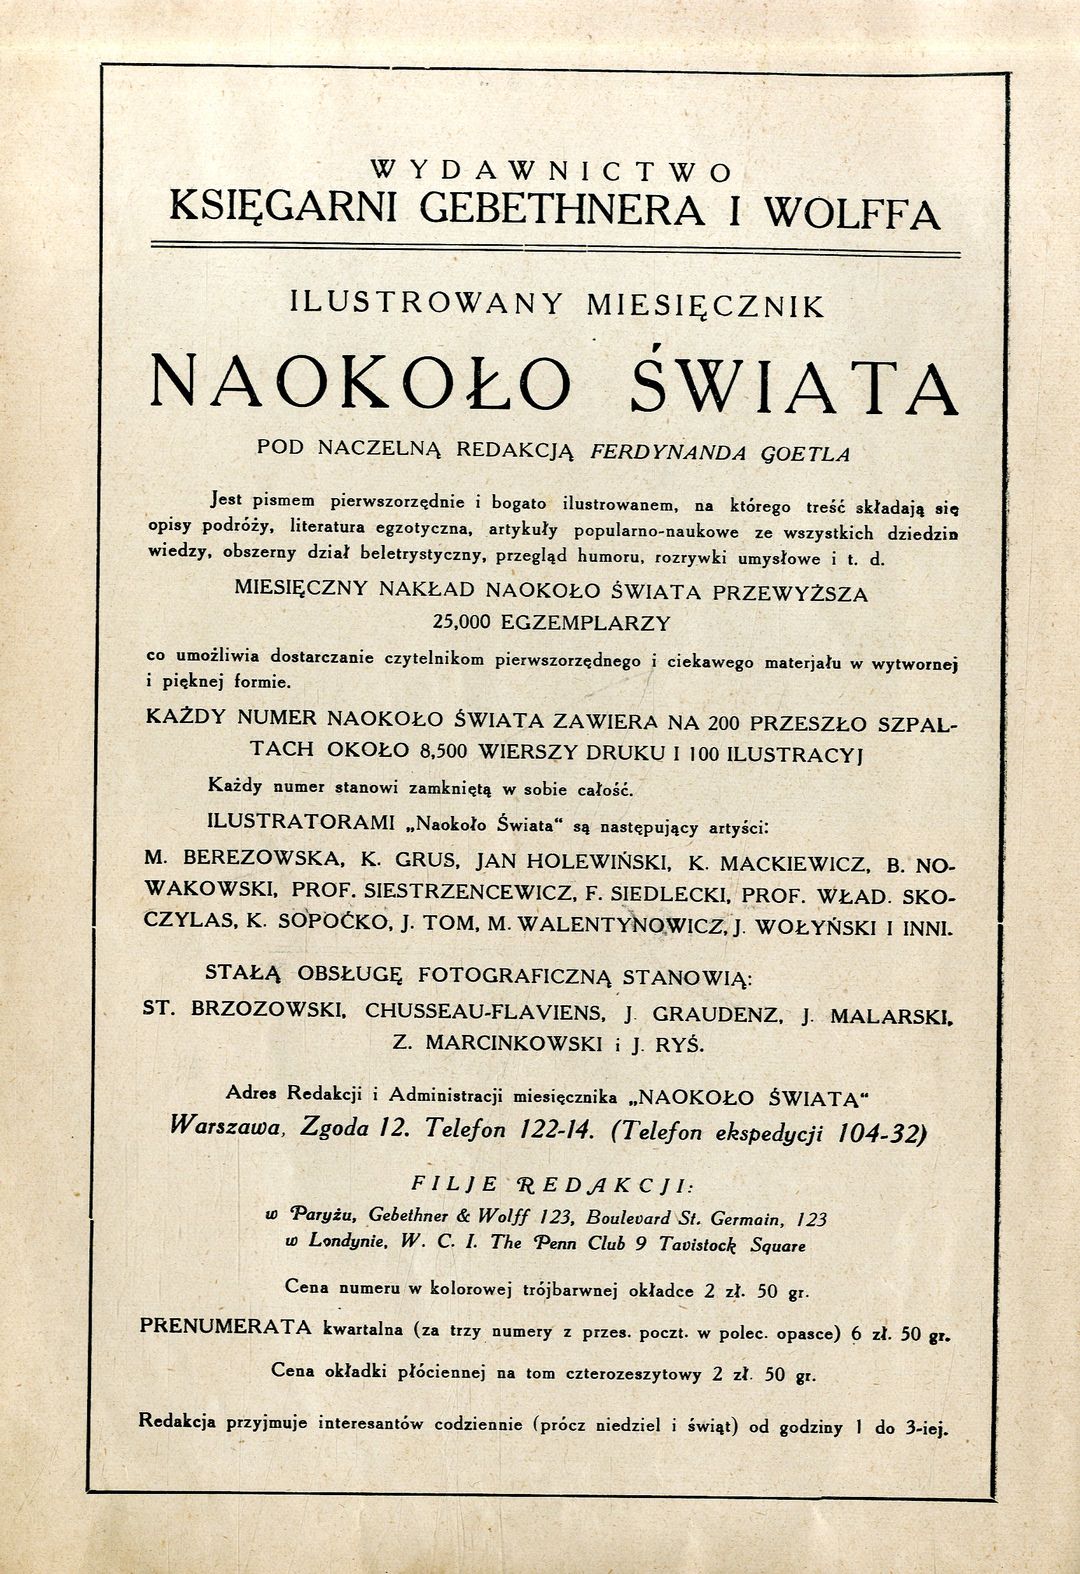 WYDAWNICTWO
KSIĘGARNI GEBETHNERA I WOLFFA
ILUSTROWANY MIESIĘCZNIK
NAOKOŁO ŚWIATA
POD NACZELNĄ REDAKCJĄ FERDYNANDA GOETLA
Jest pismem pierwszorzędnie i bogato ilustrowanem, na którego treść składają się
opisy podróży, literatura egzotyczna, artykuły popularno-naukowe ze wszystkich dziedzin
wiedzy, obszerny dział beletrystyczny, przegląd humoru, rozrywki umysłowe i t. d.
MIESIĘCZNY NAKŁAD NAOKOŁO ŚWIATA PRZEWYŻSZA
25,000 EGZEMPLARZY
co umożliwia dostarczanie czytelnikom pierwszorzędnego i ciekawego materjału w wytwornej
i pięknej formie.
KAŻDY NUMER NAOKOŁO ŚWIATA ZAWIERA NA 200 PRZESZŁO SZPAL-
TACH OKOŁO 8,500 WIERSZY DRUKU I 100 ILUSTRACYJ
Każdy numer stanowi zamkniętą w sobie całość.
ILUSTRATORAMI „Naokoło Świata“ są następujący artyści:
M. BEREZOWSKA, K. GRUS, JAN HOLEWIŃSKI, K. MACKIEWICZ, B. NO-
WAKOWSKI, PROF. SIESTRZENCEWICZ, F. SIEDLECKI, PROF. WŁAD. SKO-
CZYLAS, K. SOPOĆKO, J. TOM, M. WALENTYNOWICZ, J. WOŁYŃSKI I INNI.
STAŁĄ OBSŁUGĘ FOTOGRAFICZNĄ STANOWIĄ:
ST. BRZOZOWSKI, CHUSSEAU-FLAVIENS, J. GRAUDENZ, J. MALARSKI,
Z. MARCINKOWSKI i J. RYŚ.
Adres Redakcji i Administracji miesięcznika „NAOKOŁO ŚWIATA“
Warszawa, Zgoda 12. Telefon 122-14. (Telefon ekspedycji 104-32)
FILJE REDAKCJI:
w Paryżu, Gebethner & Wolff 123, Boulevard St. Germain, 123
w Londynie, W. C. I. The Penn Club 9 Tavistock Square
Cena numeru w kolorowej trójbarwnej okładce 2 zł. 50 gr.
PRENUMERATA kwartalna (za trzy numery z przes. poczt. w polec. opasce) 6 zł. 50 gr.
Cena okładki płóciennej na tom czterozeszytowy 2 zł. 50 gr.
Redakcja przyjmuje interesantów codziennie (prócz niedziel i świąt) od godziny 1 do 3-iej.